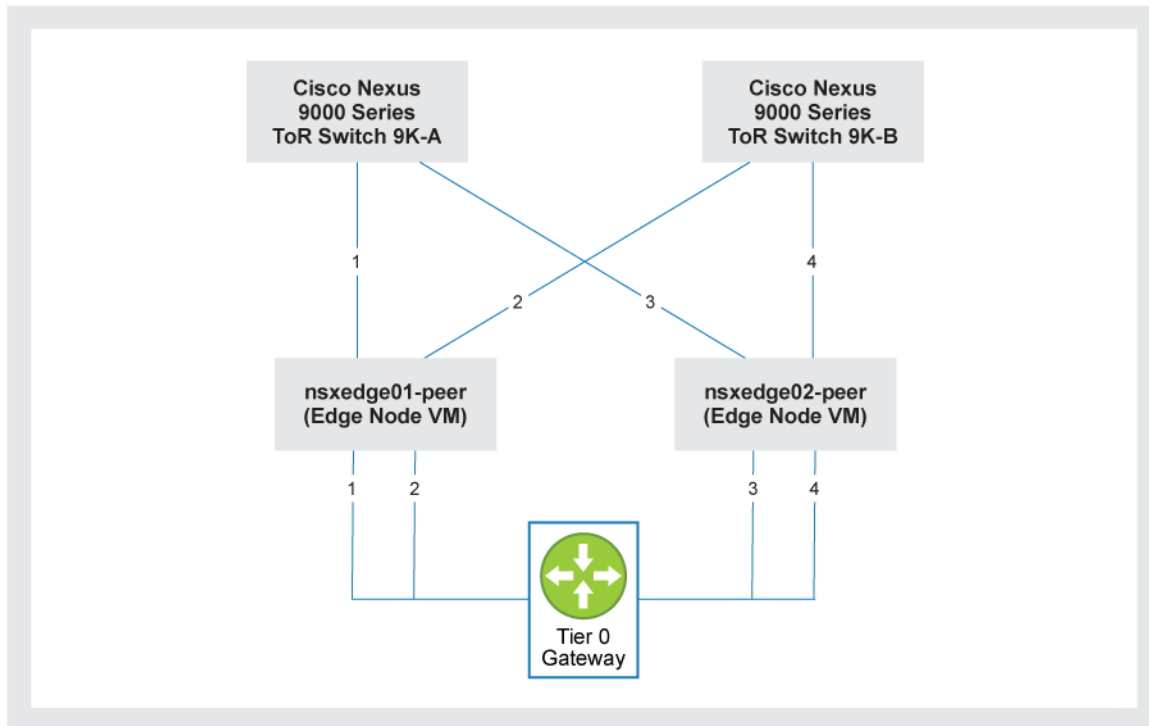 Cisco Nexus
9000 Series
ToR Switch 9K-A
Cisco Nexus
9000 Series
ToR Switch 9K-B
1
4
2
3
nsxedge01-peer
(Edge Node VM)
nsxedge02-peer
(Edge Node VM)
1
2
3
4
Tier 0
Gateway